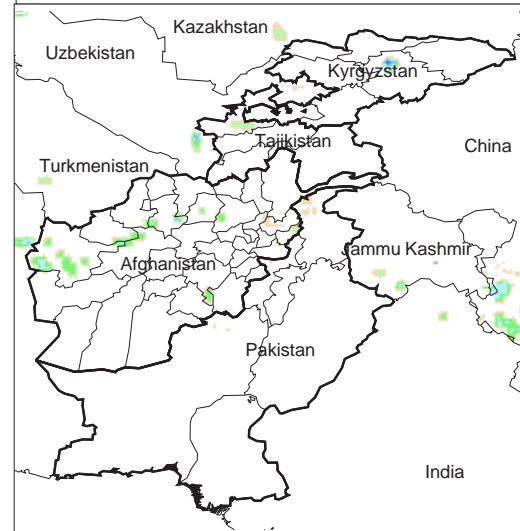 Kazakhstan
Uzbekistan
Kyrgyzstan
Tajikistan
China
Turkmenistan
Jammu Kashmir
Afghanistan
Pakistan
India